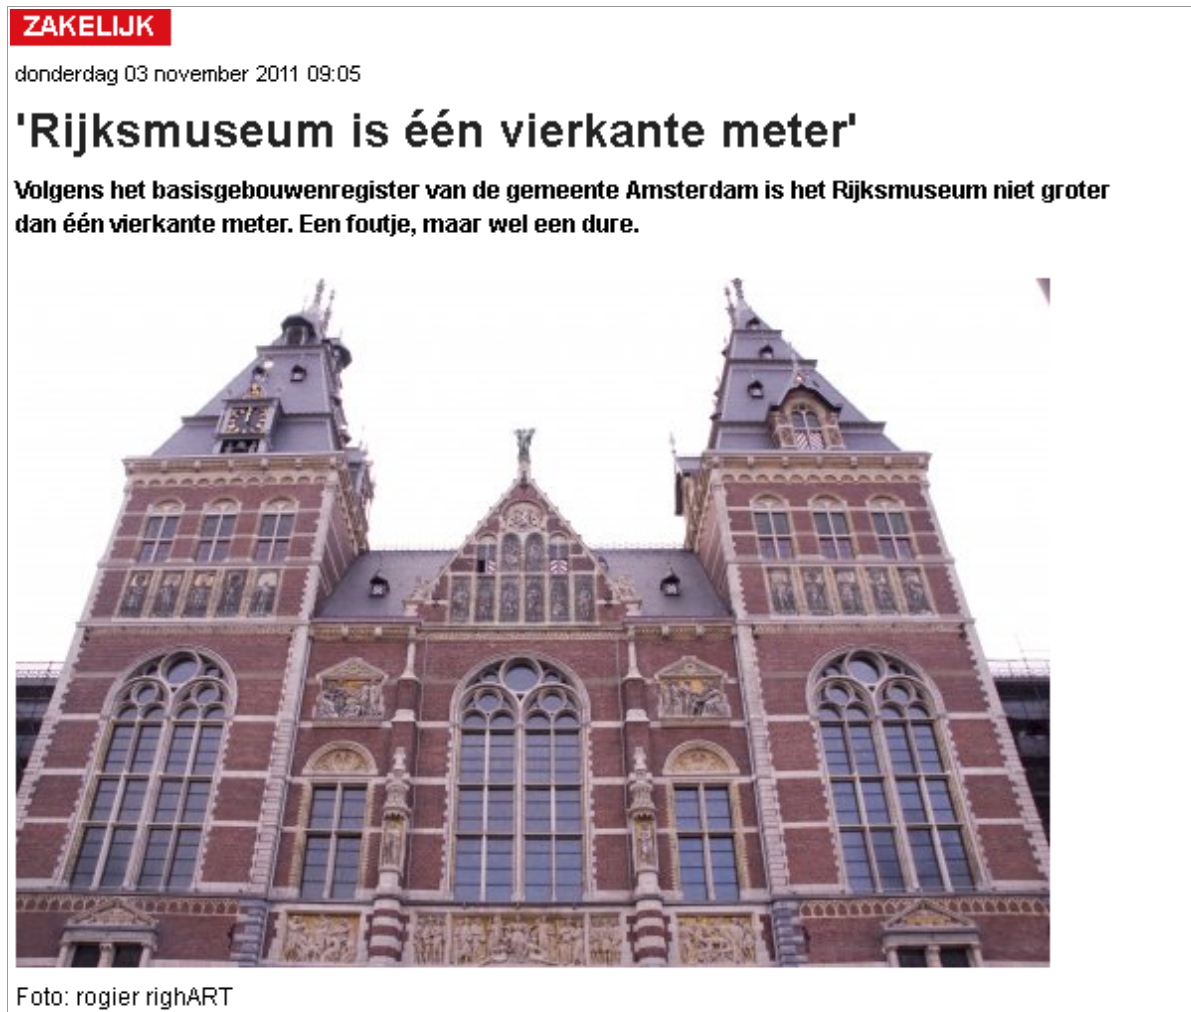 ZAKELIJK
donderdag 03 november 2011 09:05
'Rijksmuseum is één vierkante meter'
Volgens het basisgebouwenregister van de gemeente Amsterdam is het Rijksmuseum niet groter
dan één vierkante meter. Een foutje, maar wel een dure.
Foto: rogier righART